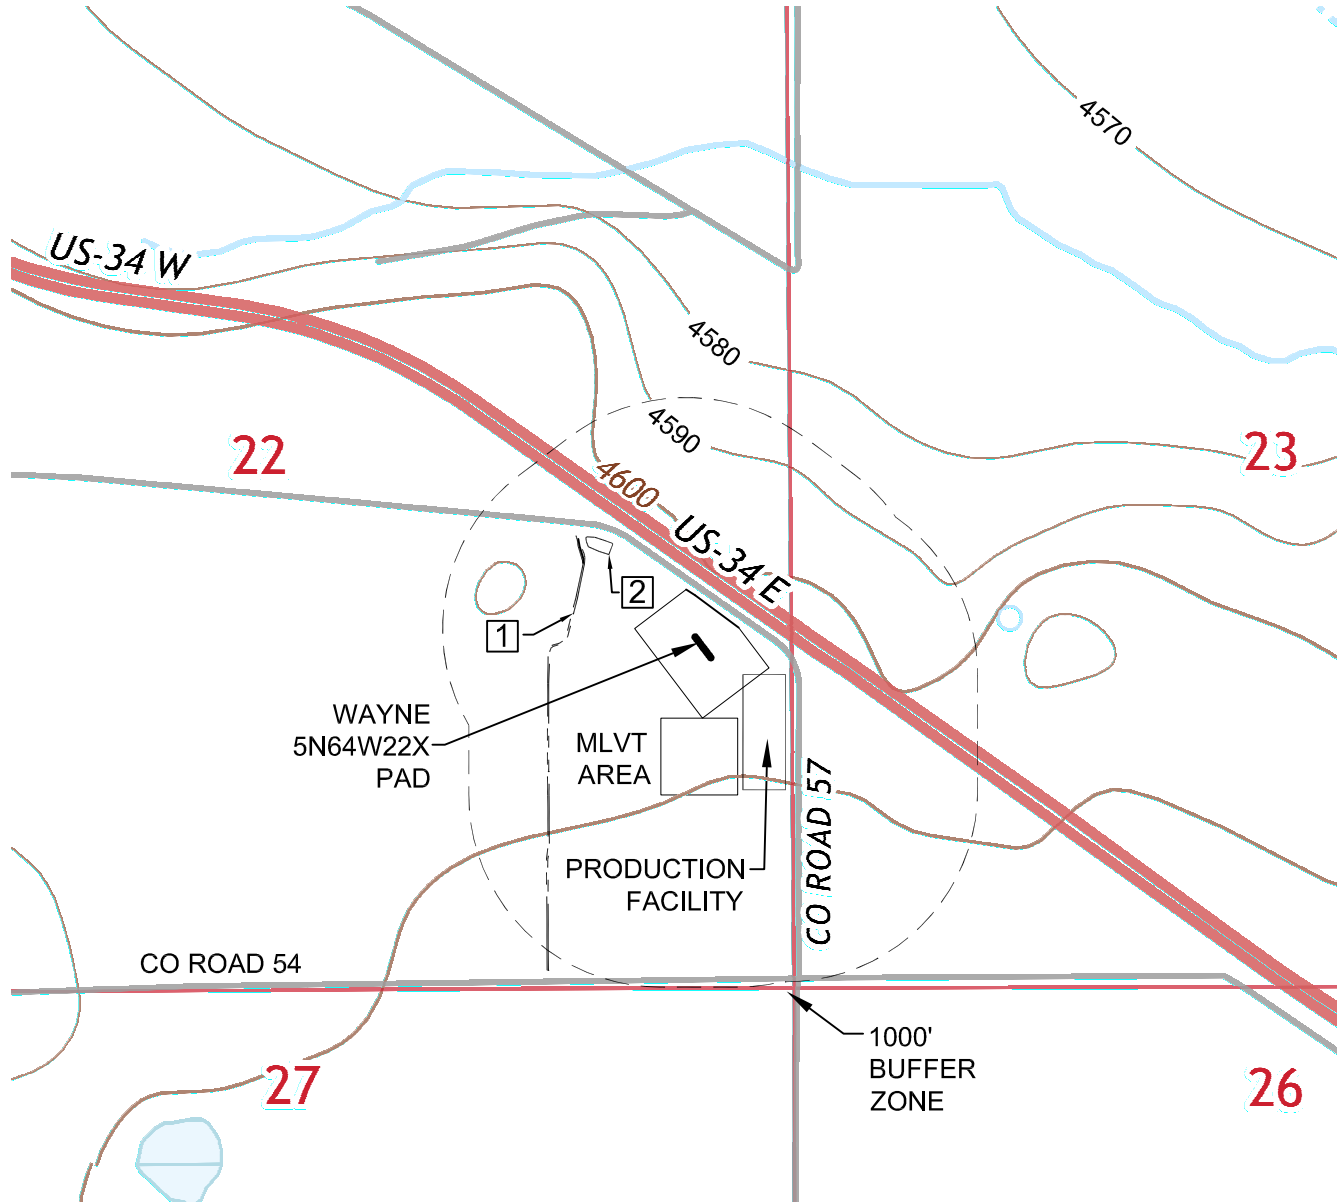 4570
US-34 W
4580
4590
22
23
4600
US-34 E
2
1
WAYNE
5N64W22X
PAD
MLVT
AREA
PRODUCTION
FACILITY
CO ROAD 57
CO ROAD 54
1000'
BUFFER
ZONE
27
26